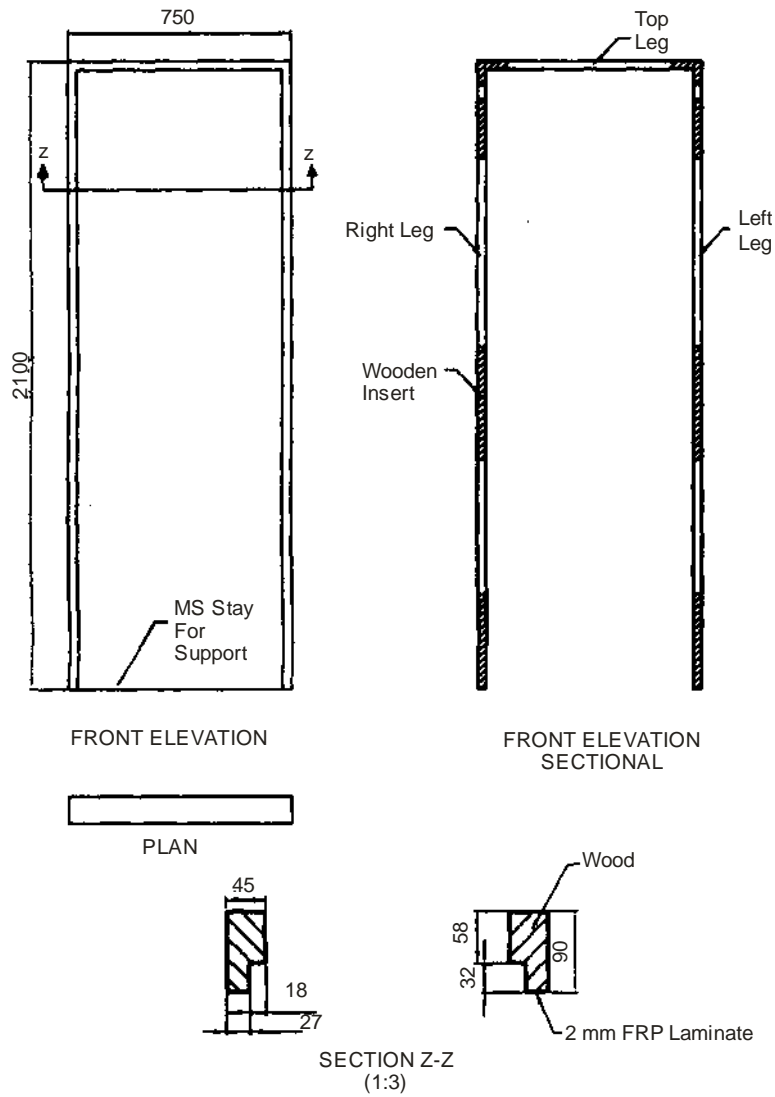 750
Top
Leg
z
z
Right Leg
Left
Leg
2100
Wooden
Insert
MS Stay
For
Support
FRONT ELEVATION
FRONT ELEVATION
SECTIONAL
PLAN
45
Wood
58
90
32
18
27
2 mm FRP Laminate
SECTION Z-Z
(1:3)